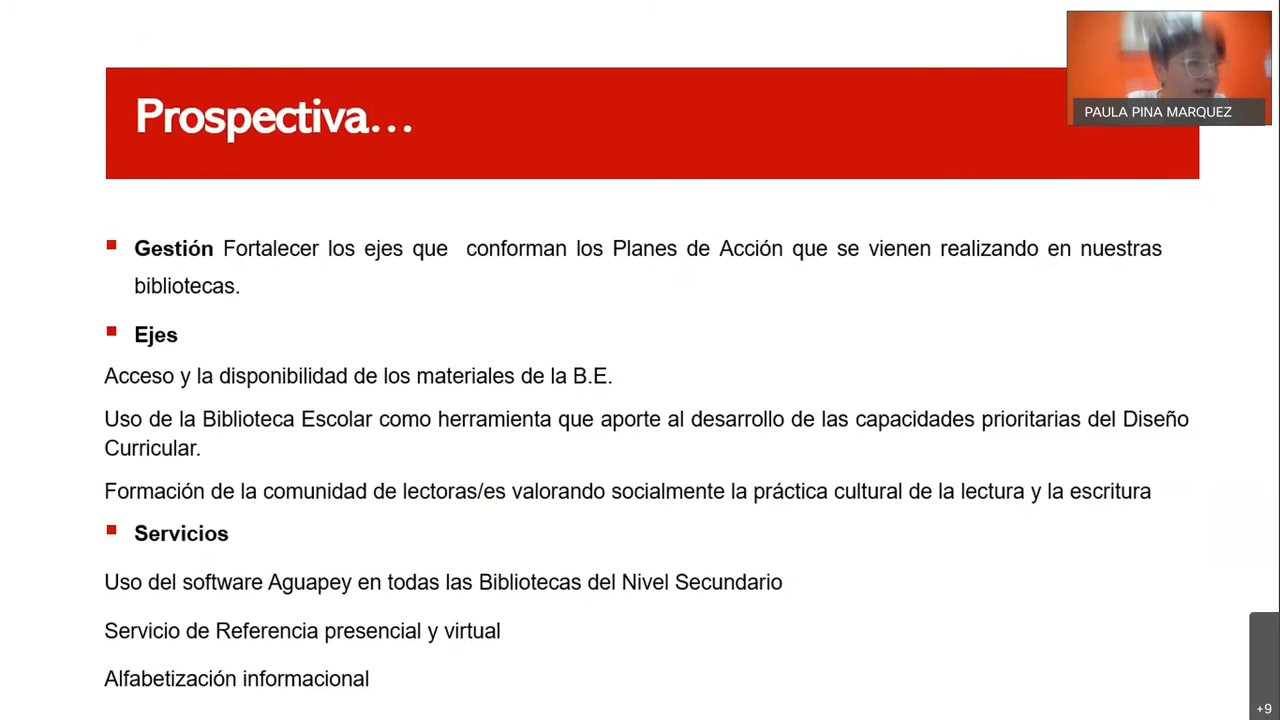 Prospectiva...
PAULA PINA MARQUEZ
Gestión Fortalecer los ejes que conforman los Planes de Acción que se vienen realizando en nuestras
bibliotecas.
Ejes
Acceso y la disponibilidad de los materiales de la B.E.
Uso de la Biblioteca Escolar como herramienta que aporte al desarrollo de las capacidades prioritarias del Diseño
Curricular.
Formación de la comunidad de lectoras/es valorando socialmente la práctica cultural de la lectura y la escritura
Servicios
Uso del software Aguapey en todas las Bibliotecas del Nivel Secundario
Servicio de Referencia presencial y virtual
Alfabetización informacional
+9